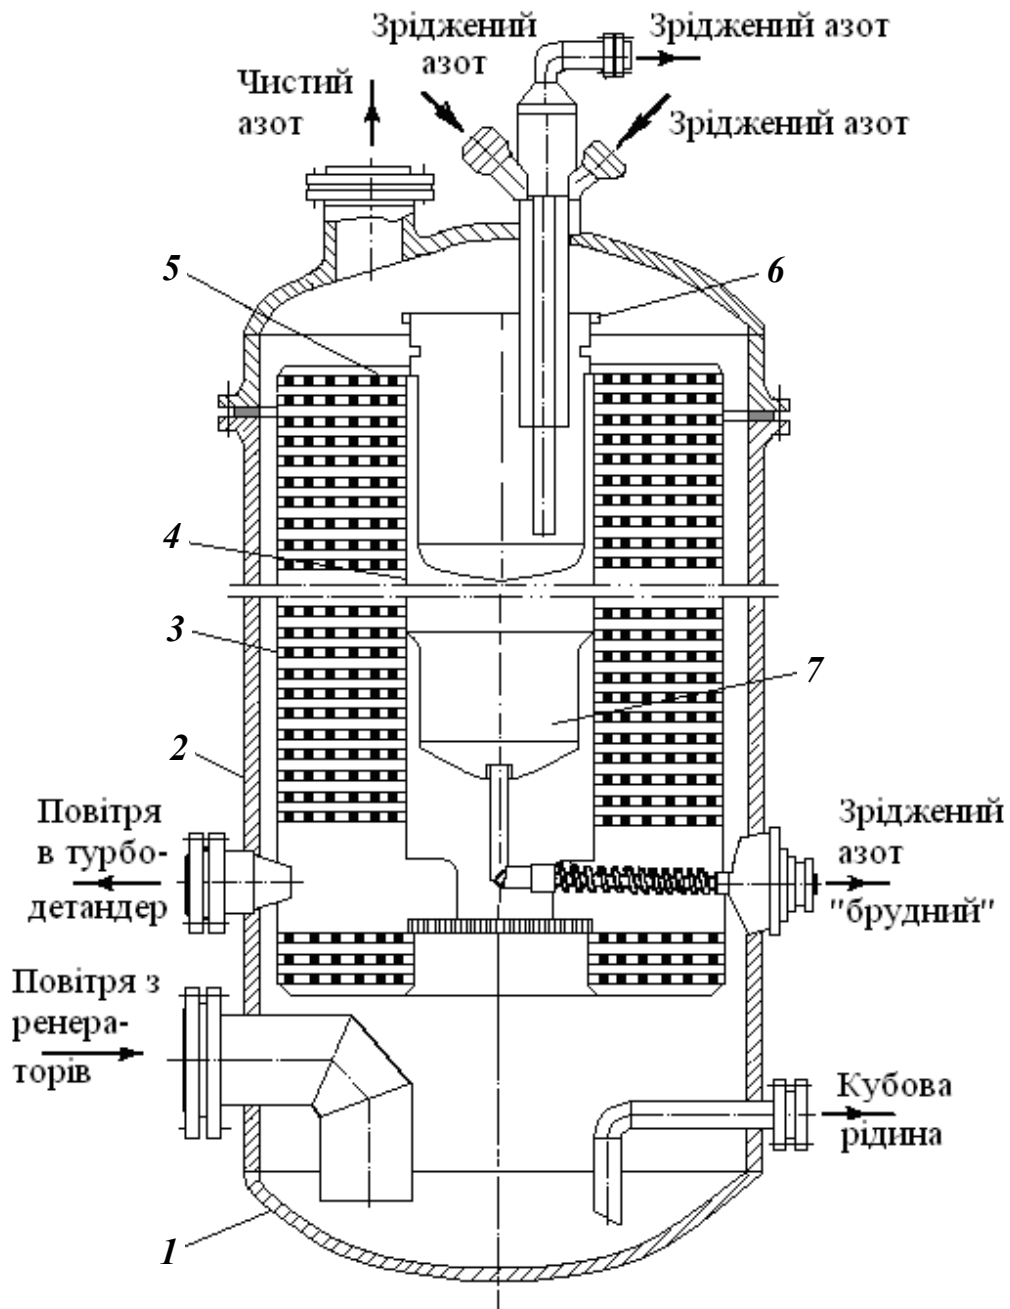 Зріджений
азот
Зріджений азот
Чистий
азот
Зріджений азот
5
6
4
3
7
2
Повітря
в турбо-
детандер
Зріджений
азот
"брудний"
Повітря з
ренера-
торів
Кубова
рідина
1